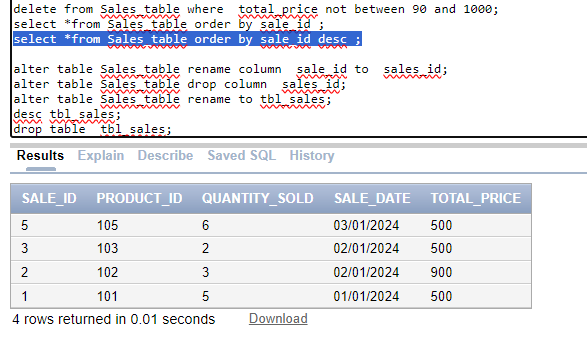 delete from Sales_table where  total_price not between 90 and 1000;
select *from Sales_table order by sale_id ;
select *from Sales_table order by sale_id desc ;
alter table Sales_table rename column  sale_id to  sales_id;
alter table Sales_table drop column  sales_id;
alter table Sales_table rename to tbl_sales;
desc tbl_sales;
drop table  tbl_sales;
Results Explain Describe Saved SQL History
SALE_ID PRODUCT_ID QUANTITY_SOLD SALE_DATE TOTAL_PRICE
5 105 6 03/01/2024 500
3 103 2 02/01/2024 500
2 102 3 02/01/2024 900
1 101 5 01/01/2024 500
4 rows returned in 0.01 seconds Download